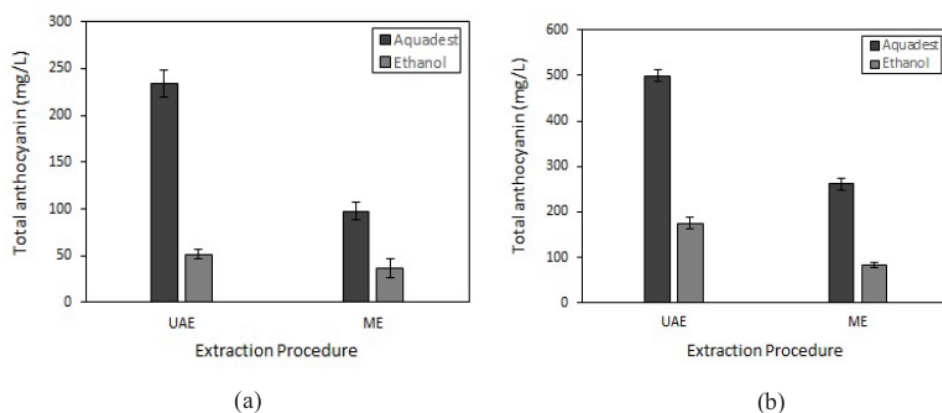 300
250
200
150
100
50
0
Total anthocyanin (mg/L)
Aquadest
Ethanol
UAE ME
Extraction Procedure
(a)
600
500
400
300
200
100
0
Total anthocyanin (mg/L)
Aquadest
Ethanol
UAE ME
Extraction Procedure
(b)